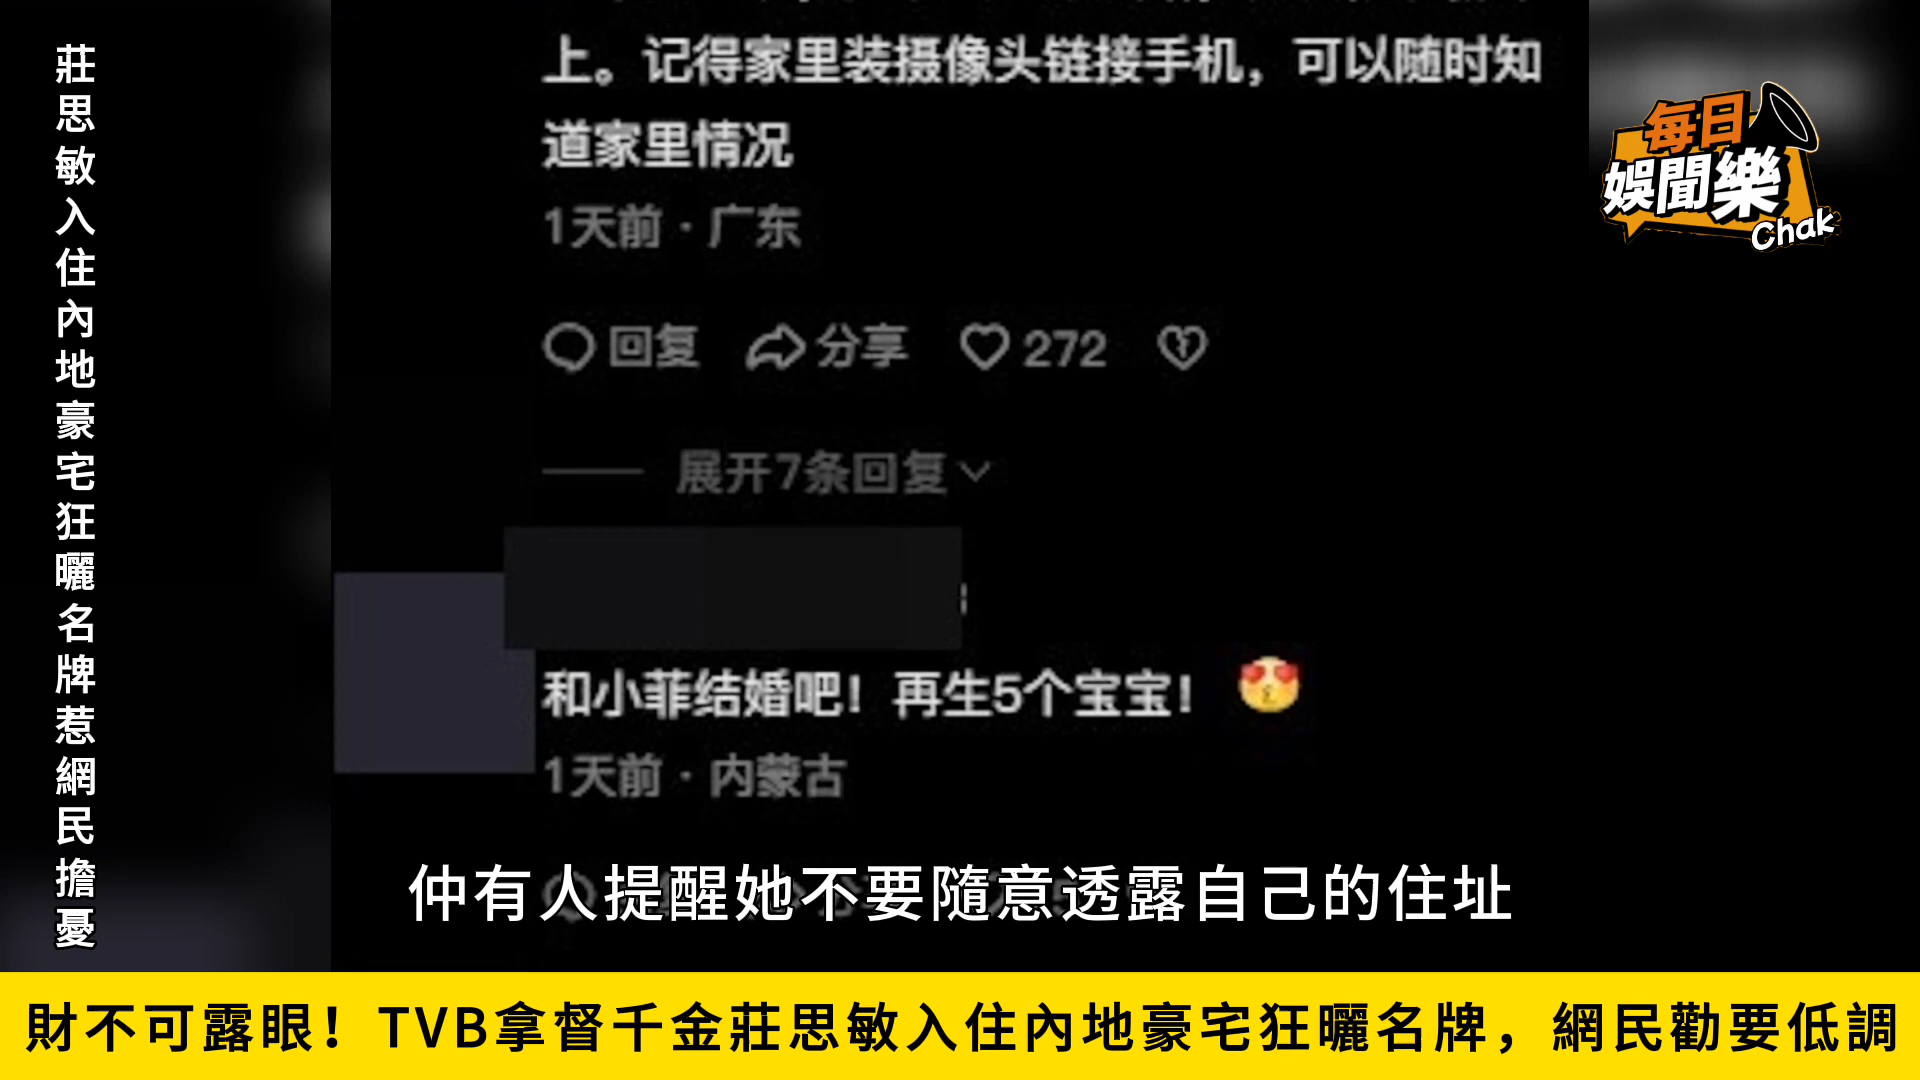 莊思敏入住內地豪宅狂曬名牌惹網民擔憂
上。记得家里装摄像头链接手机，可以随时知
道家里情况
1天前 · 广东
回复 分享 272
展开7条回复
和小菲结婚吧！再生5个宝宝！😍
1天前 · 内蒙古
每日
娛聞樂
Chak
仲有人提醒她不要隨意透露自己的住址
財不可露眼！TVB拿督千金莊思敏入住內地豪宅狂曬名牌，網民勸要低調